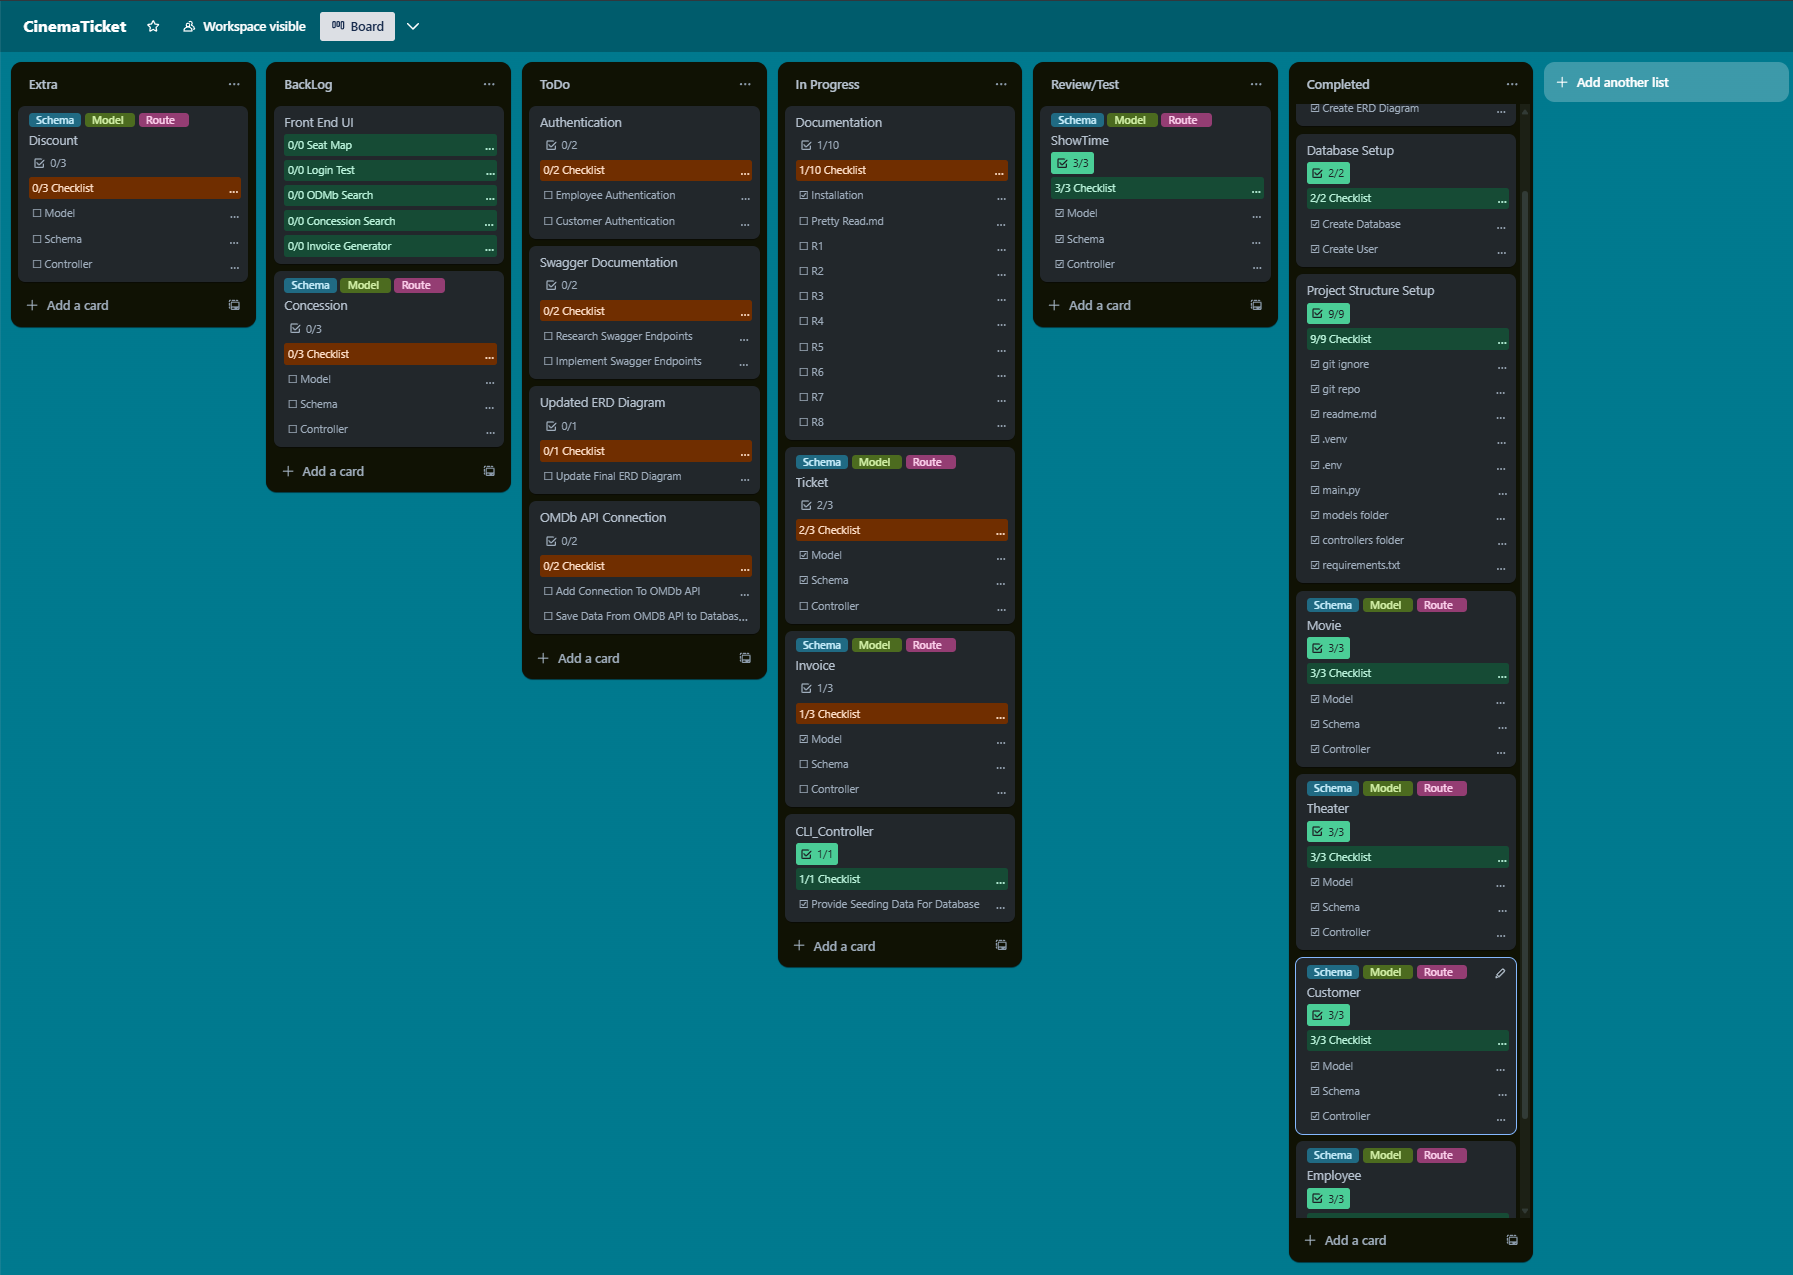 CinemaTicket
Workspace visible
Board
Extra
Schema Model Route
Discount
0/3
0/3 Checklist
Model
Schema
Controller
Add a card
BackLog
Front End UI
0/0 Seat Map
0/0 Login Test
0/0 ODMb Search
0/0 Concession Search
0/0 Invoice Generator
Schema Model Route
Concession
0/3
0/3 Checklist
Model
Schema
Controller
Add a card
ToDo
Authentication
0/2
0/2 Checklist
Employee Authentication
Customer Authentication
Swagger Documentation
0/2
0/2 Checklist
Research Swagger Endpoints
Implement Swagger Endpoints
Updated ERD Diagram
0/1
0/1 Checklist
Update Final ERD Diagram
OMDb API Connection
0/2
0/2 Checklist
Add Connection To OMDb API
Save Data From OMDB API to Databas...
Add a card
In Progress
Documentation
1/10
1/10 Checklist
Installation
Pretty Read.md
R1
R2
R3
R4
R5
R6
R7
R8
Schema Model Route
Ticket
2/3
2/3 Checklist
Model
Schema
Controller
Schema Model Route
Invoice
1/3
1/3 Checklist
Model
Schema
Controller
CLI_Controller
1/1
1/1 Checklist
Provide Seeding Data For Database
Add a card
Review/Test
Schema Model Route
ShowTime
3/3
3/3 Checklist
Model
Schema
Controller
Add a card
Completed
Create ERD Diagram
Database Setup
2/2
2/2 Checklist
Create Database
Create User
Project Structure Setup
9/9
9/9 Checklist
git ignore
git repo
readme.md
.venv
.env
main.py
models folder
controllers folder
requirements.txt
Schema Model Route
Movie
3/3
3/3 Checklist
Model
Schema
Controller
Schema Model Route
Theater
3/3
3/3 Checklist
Model
Schema
Controller
Schema Model Route
Customer
3/3
3/3 Checklist
Model
Schema
Controller
Schema Model Route
Employee
3/3
Add a card
Add another list